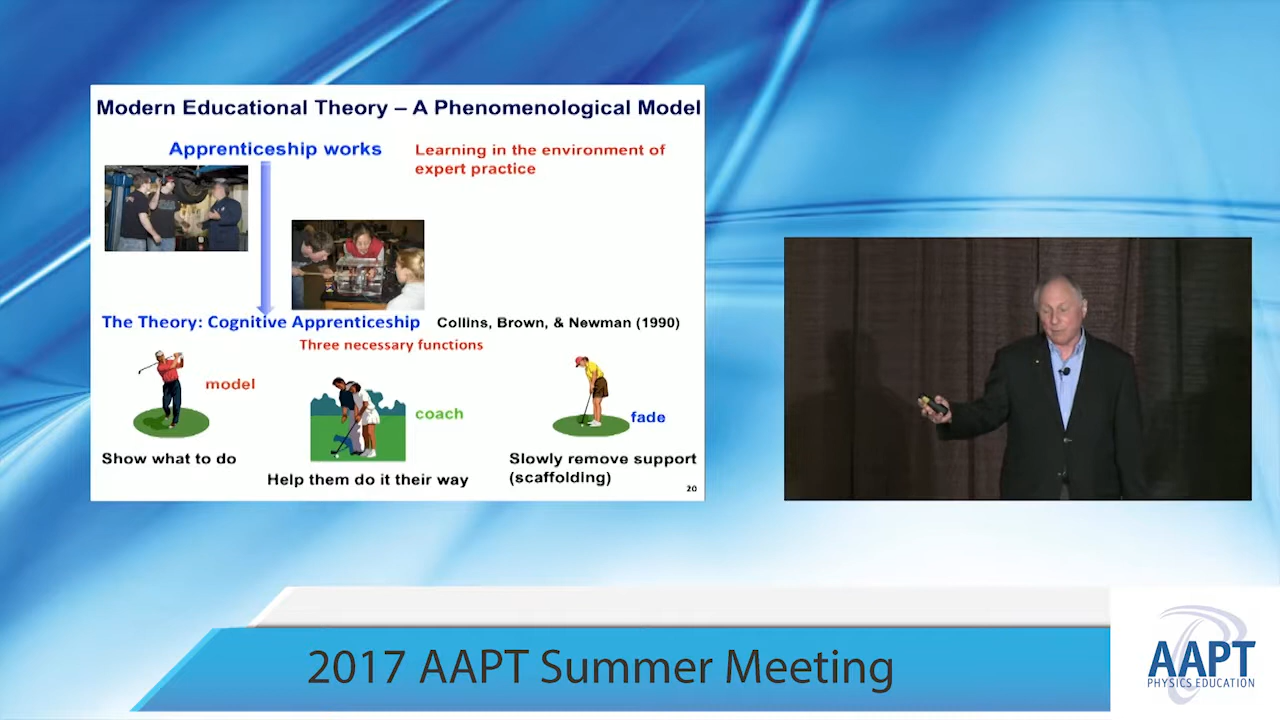 Modern Educational Theory – A Phenomenological Model
Apprenticeship works
Learning in the environment of
expert practice
The Theory: Cognitive Apprenticeship
Collins, Brown, & Newman (1990)
Three necessary functions
model
coach
fade
Show what to do
Help them do it their way
Slowly remove support
(scaffolding)
20
2017 AAPT Summer Meeting
AAPT
PHYSICS EDUCATION